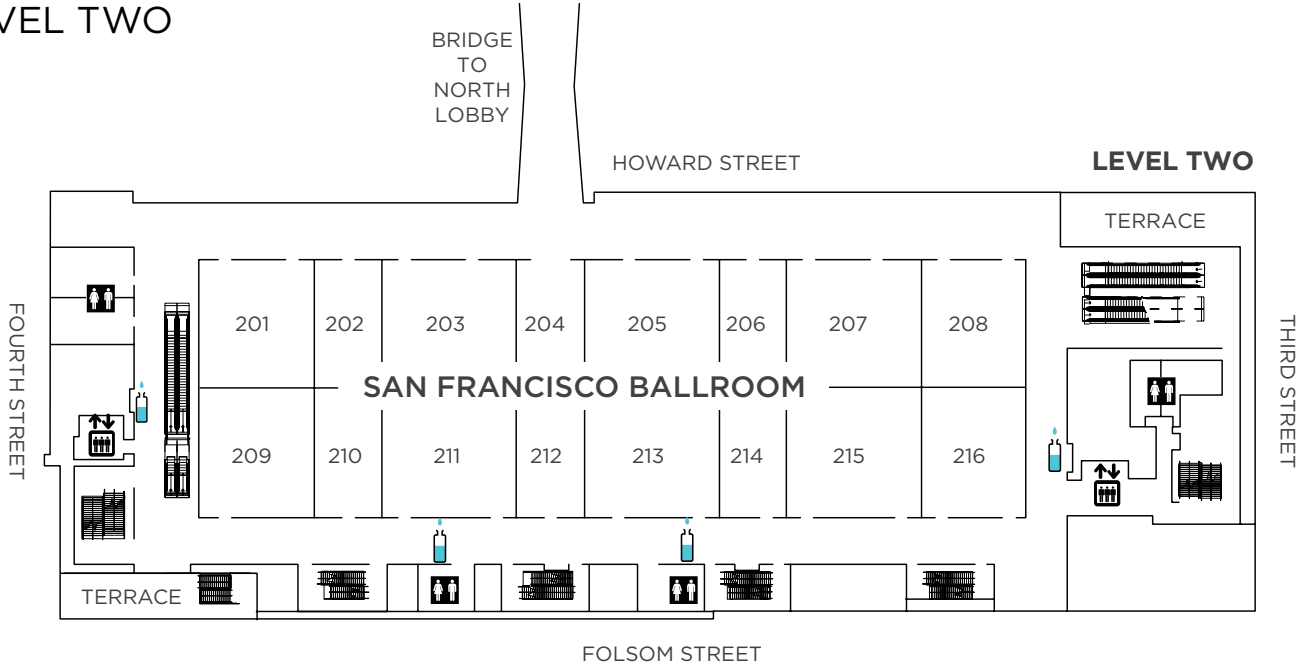 VEL TWO
BRIDGE
TO
NORTH
LOBBY
HOWARD STREET
LEVEL TWO
TERRACE
FOURTH STREET
THIRD STREET
201 202 203 204 205 206 207 208
SAN FRANCISCO BALLROOM
209 210 211 212 213 214 215 216
TERRACE
FOLSOM STREET